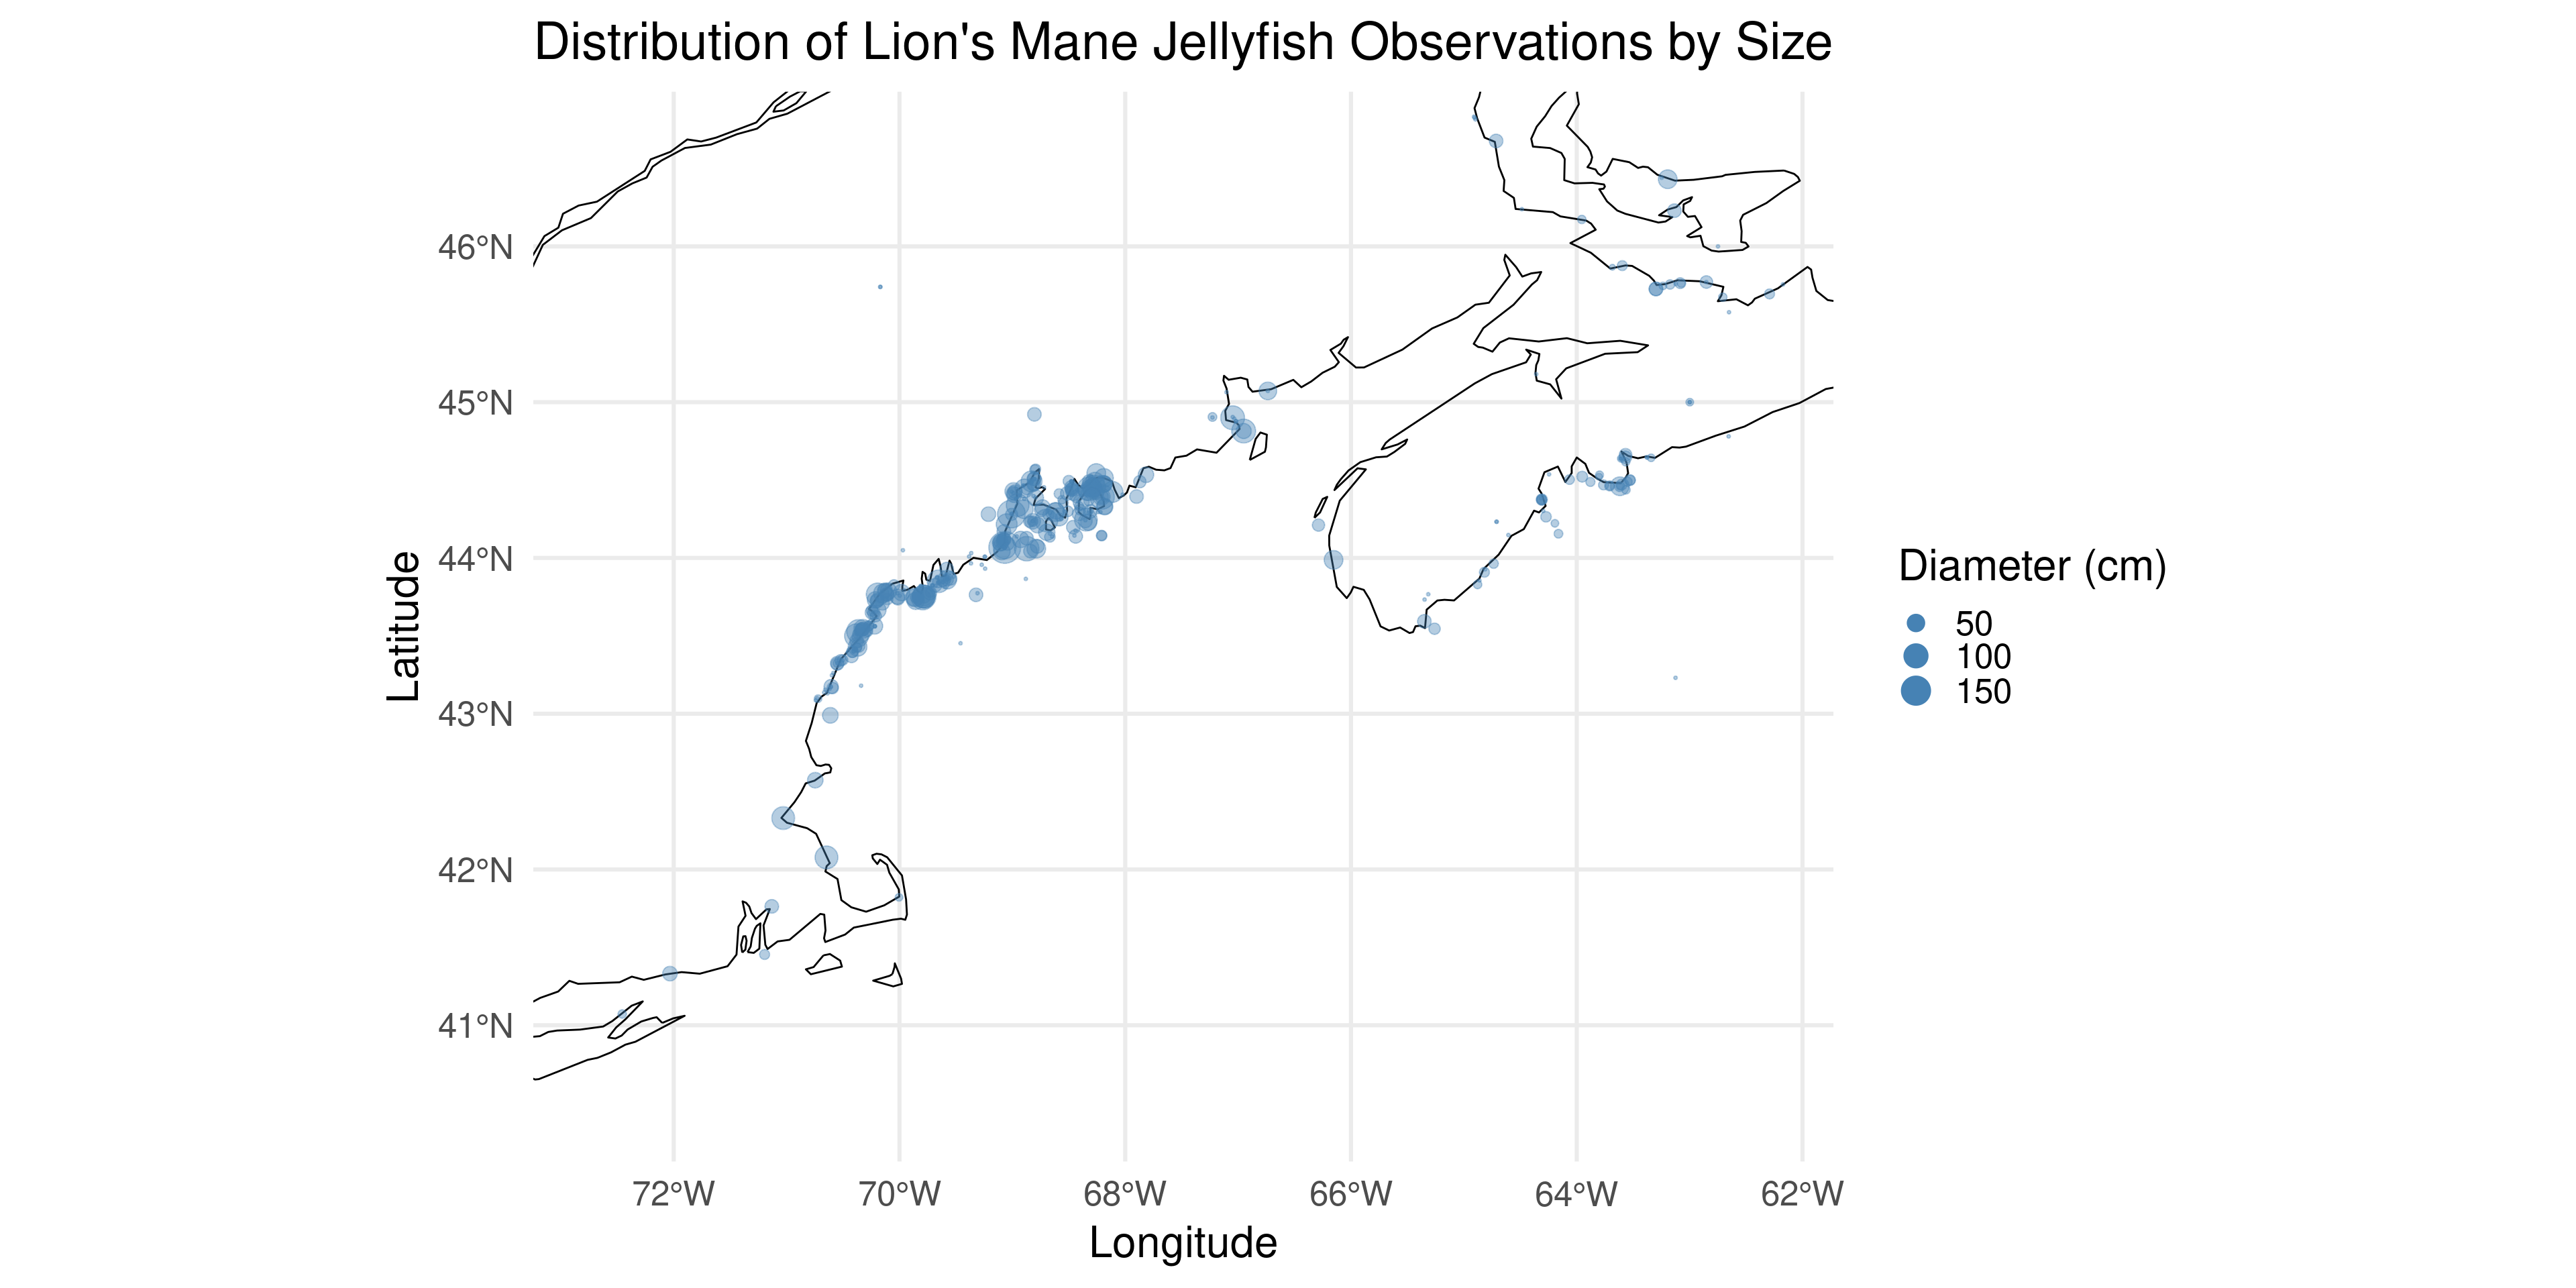 Distribution of Lion's Mane Jellyfish Observations by Size
46°N
45°N
44°N
43°N
42°N
41°N
Latitude
72°W
70°W
68°W
66°W
64°W
62°W
Longitude
Diameter (cm)
50
100
150